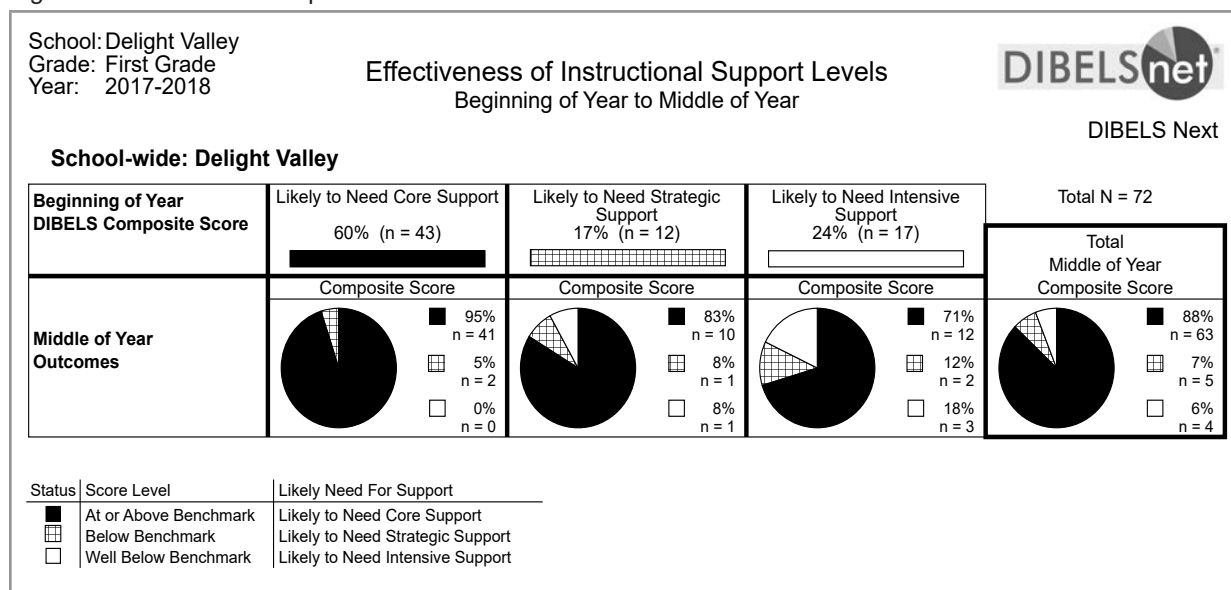 School: Delight Valley
Grade: First Grade
Year: 2017-2018
Effectiveness of Instructional Support Levels
Beginning of Year to Middle of Year
DIBELSnet
DIBELS Next
School-wide: Delight Valley
Beginning of Year
DIBELS Composite Score
Likely to Need Core Support
60% (n = 43)
Likely to Need Strategic
Support
17% (n = 12)
Likely to Need Intensive
Support
24% (n = 17)
Total N = 72
Total
Middle of Year
Composite Score
Middle of Year
Outcomes
Composite Score
95%
n = 41
5%
n = 2
0%
n = 0
Composite Score
83%
n = 10
8%
n = 1
8%
n = 1
Composite Score
71%
n = 12
12%
n = 2
18%
n = 3
88%
n = 63
7%
n = 5
6%
n = 4
Status Score Level Likely Need For Support
At or Above Benchmark Likely to Need Core Support
Below Benchmark Likely to Need Strategic Support
Well Below Benchmark Likely to Need Intensive Support